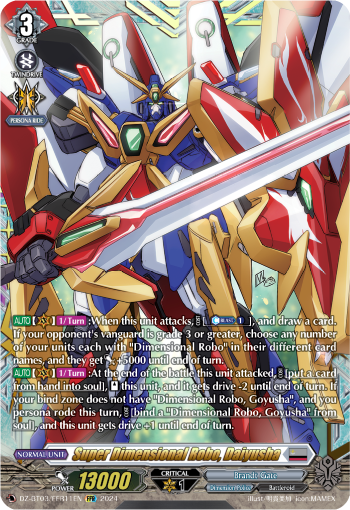 3
GRADE
TWINDRIVE
PERSONA RIDE
AUTO 1/Turn :When this unit attacks, [ BLAST 1 ], and draw a card.
If your opponent's vanguard is grade 3 or greater, choose any number
of your units each with "Dimensional Robo" in their different card
names, and they get +5000 until end of turn.
AUTO 1/Turn :At the end of the battle this unit attacked, [put a card
from hand into soul], this unit, and it gets drive -2 until end of turn. If
your bind zone does not have "Dimensional Robo, Goyusha", and you
persona rode this turn, [bind a "Dimensional Robo, Goyusha" from
soul], and this unit gets drive +1 until end of turn.
NORMAL UNIT Super Dimensional Robo, Daiyusha
POWER 13000 CRITICAL 1 Brandt Gate
Dimension Police Battleroid
2024